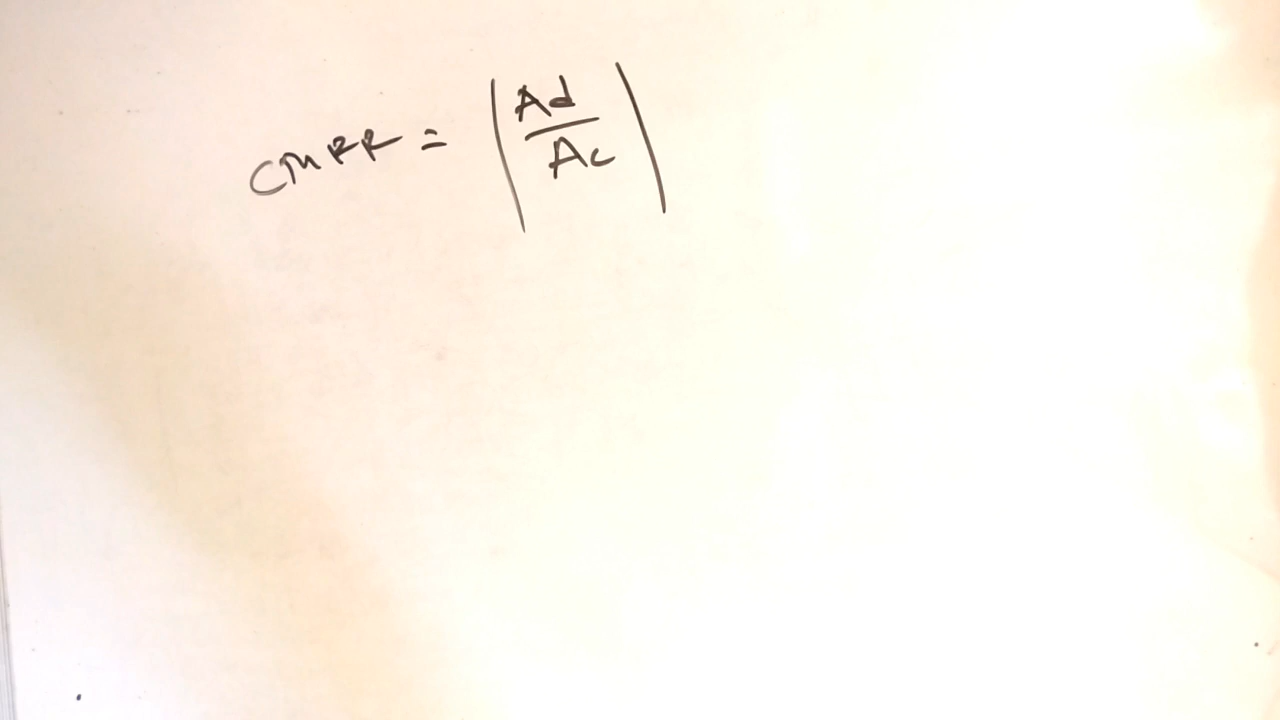 CMRR = |Ad/Ac|